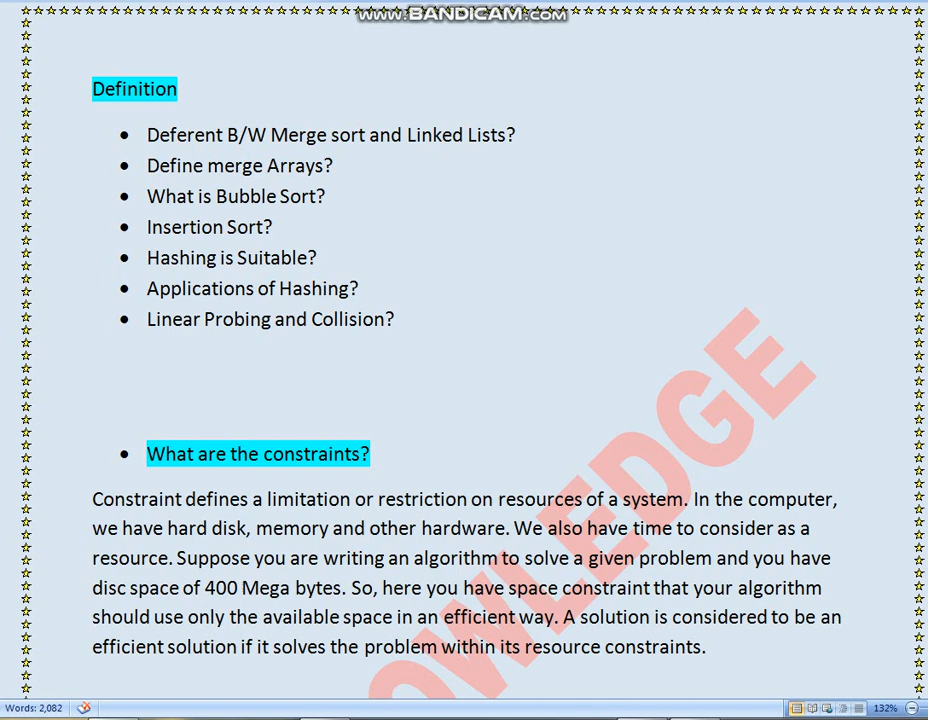 www.BANDICAM.com
Definition
• Deferent B/W Merge sort and Linked Lists?
• Define merge Arrays?
• What is Bubble Sort?
• Insertion Sort?
• Hashing is Suitable?
• Applications of Hashing?
• Linear Probing and Collision?
• What are the constraints?
Constraint defines a limitation or restriction on resources of a system. In the computer,
we have hard disk, memory and other hardware. We also have time to consider as a
resource. Suppose you are writing an algorithm to solve a given problem and you have
disc space of 400 Mega bytes. So, here you have space constraint that your algorithm
should use only the available space in an efficient way. A solution is considered to be an
efficient solution if it solves the problem within its resource constraints.
OWLEDGE
Words: 2,082
132%